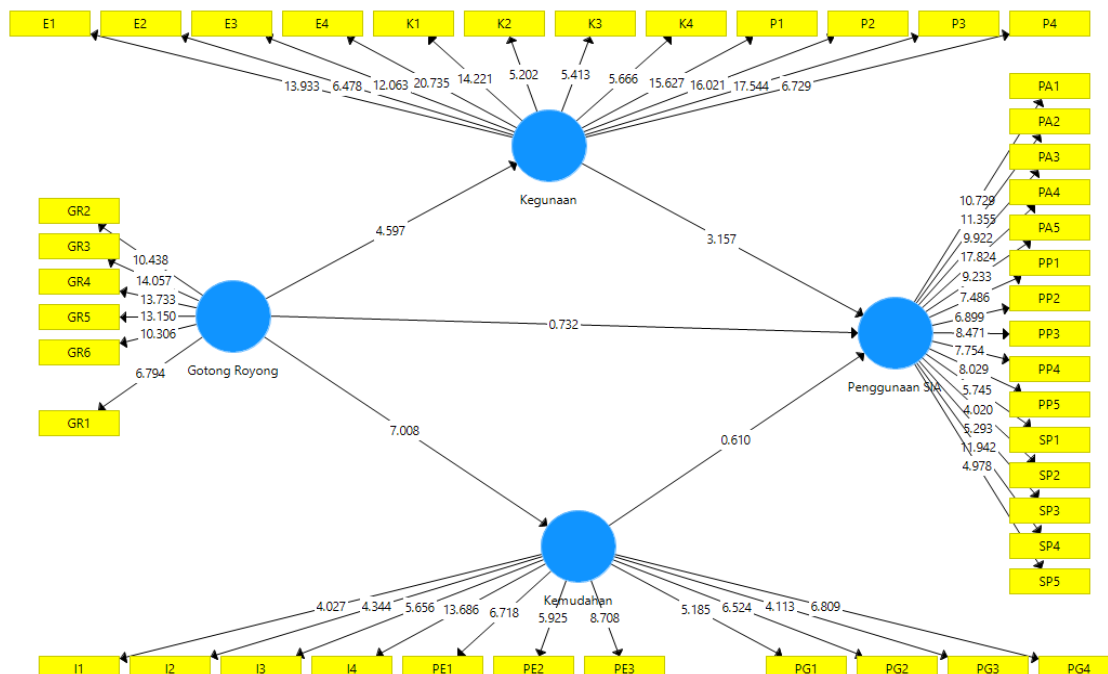 E1 E2 E3 E4 K1 K2 K3 K4 P1 P2 P3 P4
13.933 6.478 12.063 20.735 14.221 5.202 5.413 5.666 15.627 16.021 17.544 6.729
Kegunaan
GR2
GR3
GR4
GR5
GR6
GR1
10.438
14.057
13.733
13.150
10.306
6.794
Gotong Royong
4.597
3.157
0.732
7.008
0.610
PA1
PA2
PA3
PA4
PA5
PP1
PP2
PP3
PP4
PP5
SP1
SP2
SP3
SP4
SP5
10.729
11.355
9.922
17.824
9.233
7.486
6.899
8.471
7.754
8.029
5.745
4.020
5.293
11.942
4.978
Penggunaan SIA
Kemudahan
4.027 4.344 5.656 13.686 6.718 5.925 8.708 5.185 6.524 4.113 6.809
I1 I2 I3 I4 PE1 PE2 PE3 PG1 PG2 PG3 PG4